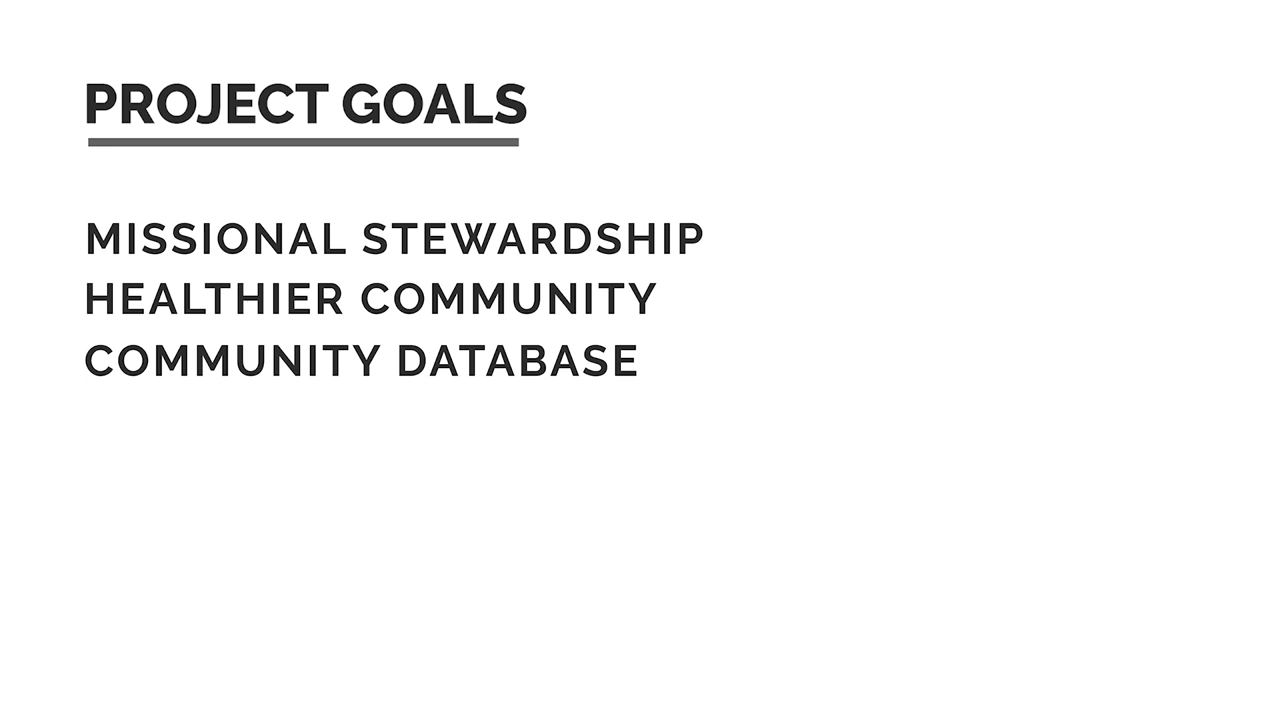 PROJECT GOALS
MISSIONAL STEWARDSHIP
HEALTHIER COMMUNITY
COMMUNITY DATABASE